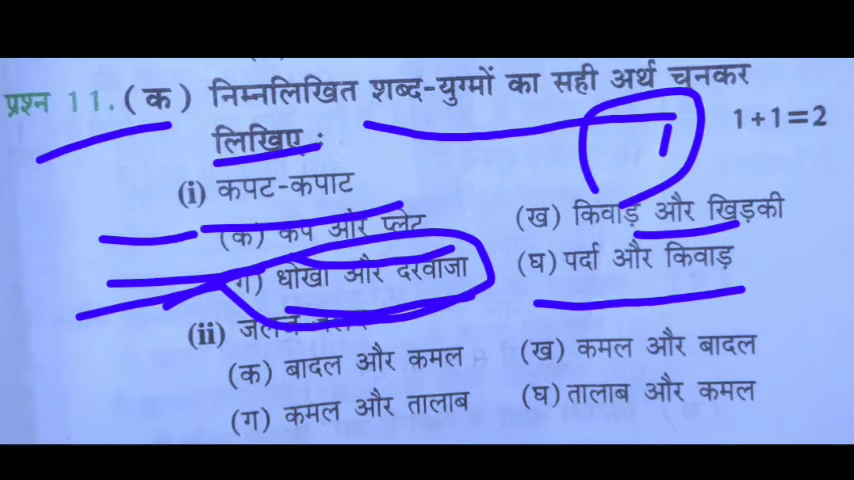 प्रश्न 11. (क) निम्नलिखित शब्द-युग्मों का सही अर्थ चुनकर
लिखिए : 1+1=2
(i) कपट-कपाट
(क) कप और प्लेट (ख) किवाड़ और खिड़की
(ग) धोखा और दरवाजा (घ) पर्दा और किवाड़
(ii)
(क) बादल और कमल (ख) कमल और बादल
(ग) कमल और तालाब (घ) तालाब और कमल